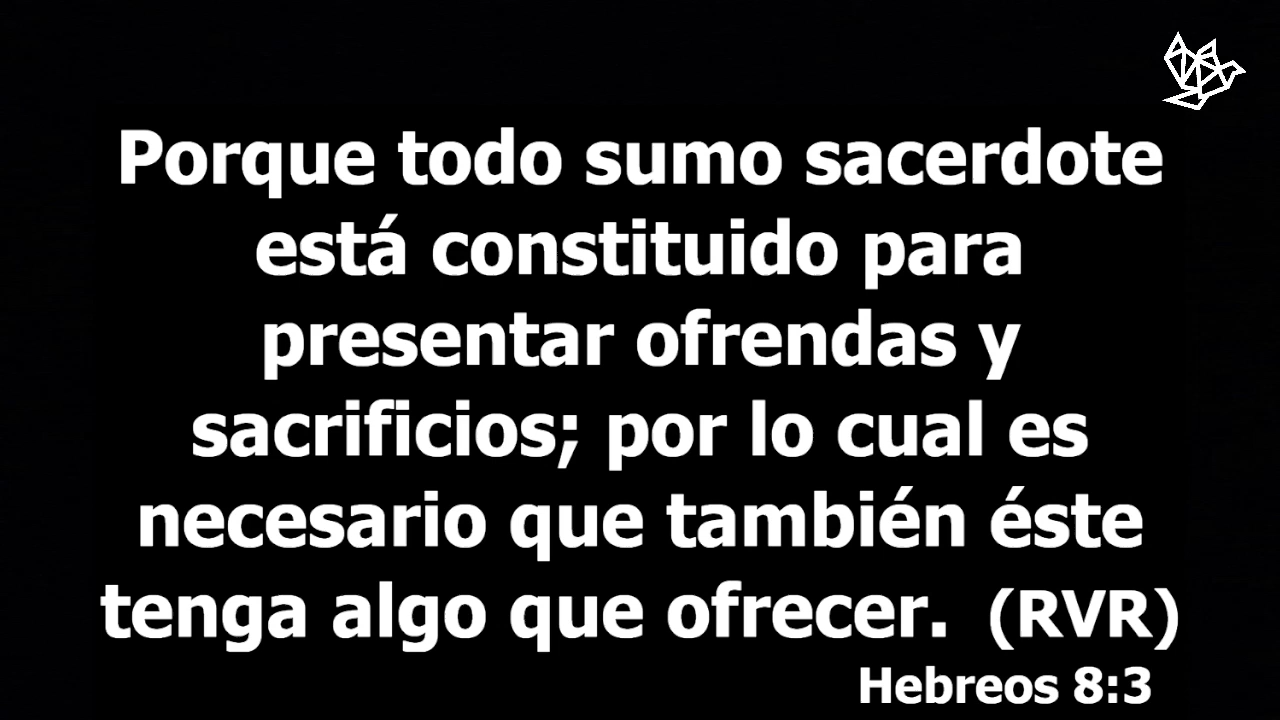 Porque todo sumo sacerdote
está constituido para
presentar ofrendas y
sacrificios; por lo cual es
necesario que también éste
tenga algo que ofrecer. (RVR)
Hebreos 8:3